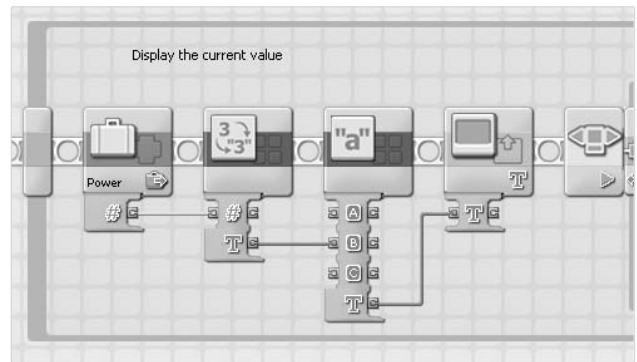 Display the current value
3
"3"
"a"
Power
T
# #
T
A
B
C
T
T